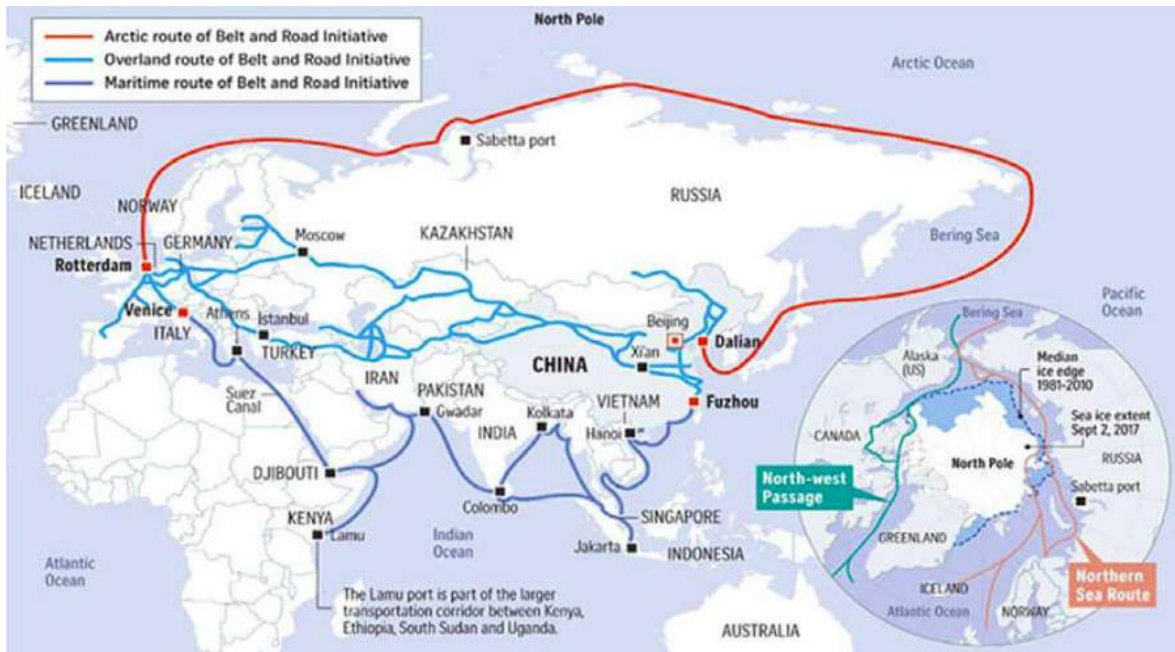 North Pole
Arctic route of Belt and Road Initiative
Overland route of Belt and Road Initiative
Maritime route of Belt and Road Initiative
Arctic Ocean
GREENLAND
Sabetta port
ICELAND
NORWAY
RUSSIA
NETHERLANDS
GERMANY
Moscow
KAZAKHSTAN
Bering Sea
Rotterdam
Venice
Athens
Istanbul
ITALY
TURKEY
Beijing
Dalian
Pacific
Ocean
Xi'an
CHINA
IRAN
Suez
Canal
PAKISTAN
Gwadar
Kolkata
VIETNAM
Fuzhou
INDIA
Hanoi
DJIBOUTI
Colombo
SINGAPORE
KENYA
Lamu
Indian
Ocean
Jakarta
INDONESIA
Atlantic
Ocean
The Lamu port is part of the larger
transportation corridor between Kenya,
Ethiopia, South Sudan and Uganda.
AUSTRALIA
Bering Sea
Alaska
(US)
Median
ice edge
1981-2010
Sea ice extent
Sept 2, 2017
CANADA
North Pole
RUSSIA
North-west
Passage
Sabetta port
GREENLAND
Northern
Sea Route
ICELAND
Atlantic Ocean
NORWAY